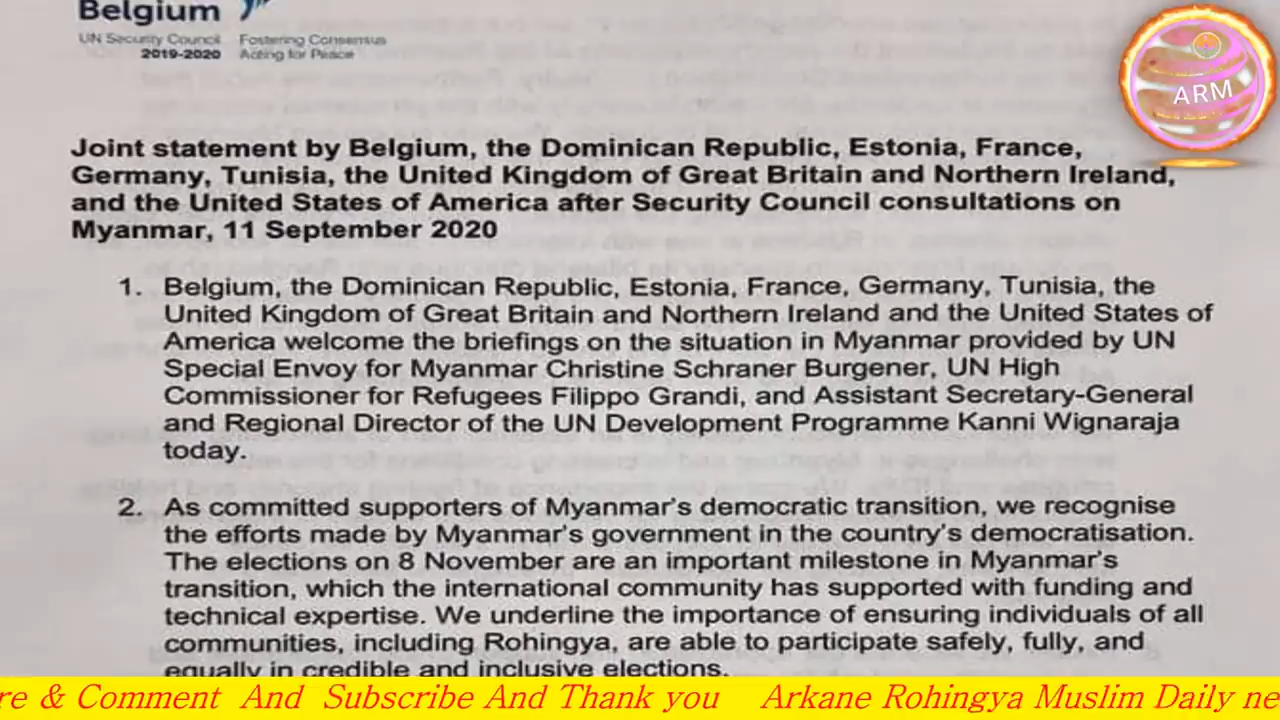 Belgium
UN Security Council Fostering Consensus
2019-2020 Acting for Peace
ARM
Joint statement by Belgium, the Dominican Republic, Estonia, France,
Germany, Tunisia, the United Kingdom of Great Britain and Northern Ireland,
and the United States of America after Security Council consultations on
Myanmar, 11 September 2020
1. Belgium, the Dominican Republic, Estonia, France, Germany, Tunisia, the
United Kingdom of Great Britain and Northern Ireland and the United States of
America welcome the briefings on the situation in Myanmar provided by UN
Special Envoy for Myanmar Christine Schraner Burgener, UN High
Commissioner for Refugees Filippo Grandi, and Assistant Secretary-General
and Regional Director of the UN Development Programme Kanni Wignaraja
today.
2. As committed supporters of Myanmar's democratic transition, we recognise
the efforts made by Myanmar's government in the country's democratisation.
The elections on 8 November are an important milestone in Myanmar's
transition, which the international community has supported with funding and
technical expertise. We underline the importance of ensuring individuals of all
communities, including Rohingya, are able to participate safely, fully, and
equally in credible and inclusive elections.
re & Comment And Subscribe And Thank you Arkane Rohingya Muslim Daily ne